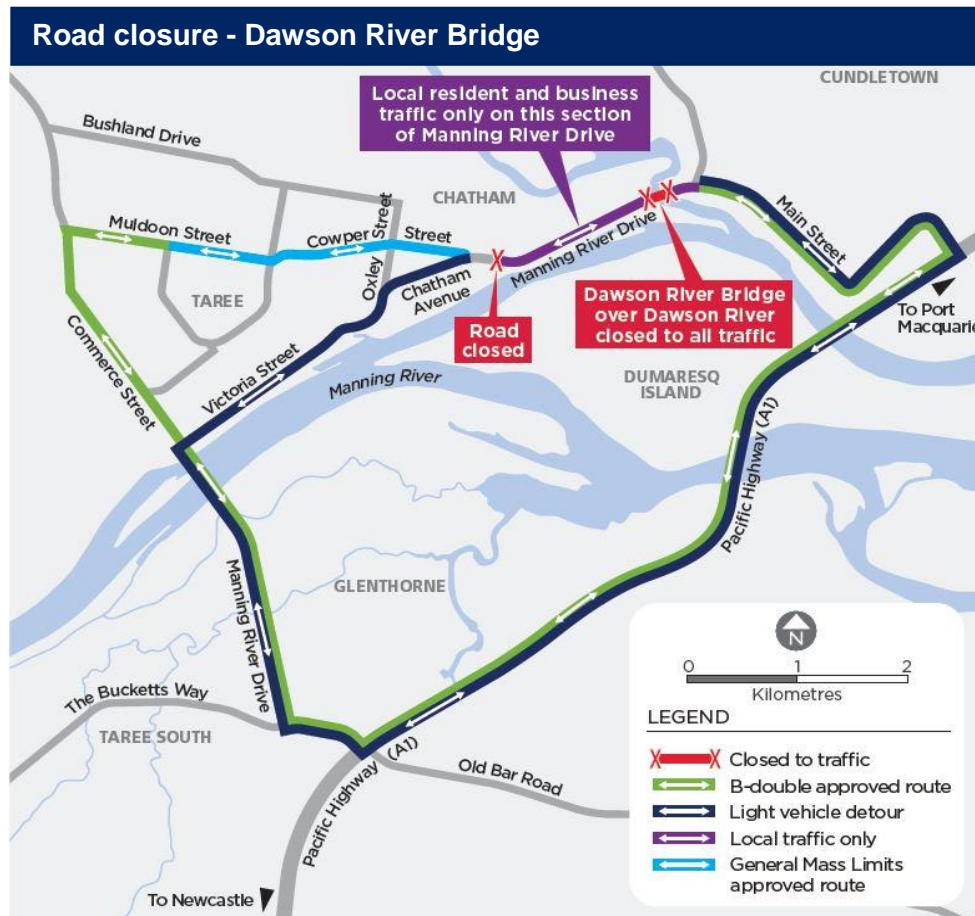 Road closure - Dawson River Bridge
CUNDLETOWN
Local resident and business
traffic only on this section
of Manning River Drive
Bushland Drive
CHATHAM
Muldoon Street
Cowper Street
Oxley Street
Chatham
Avenue
Manning River Drive
Main Street
TAREE
Road
closed
Dawson River Bridge
over Dawson River
closed to all traffic
To Port
Macquarie
Commerce Street
Victoria Street
Manning River
DUMARESQ
ISLAND
Pacific Highway (A1)
Manning River Drive
GLENTHORNE
The Bucketts Way
TAREE SOUTH
Pacific Highway (A1)
Old Bar Road
To Newcastle
N
0 1 2
Kilometres
LEGEND
Closed to traffic
B-double approved route
Light vehicle detour
Local traffic only
General Mass Limits
approved route